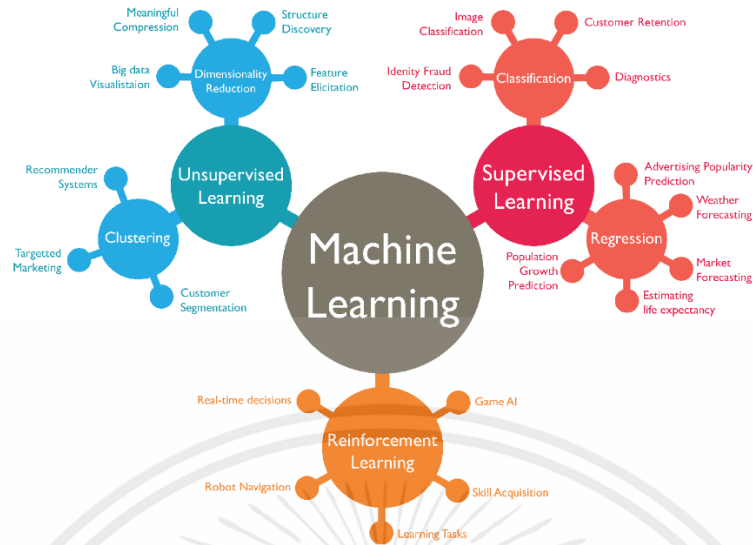 Meaningful
Compression
Structure
Discovery
Dimensionality
Reduction
Big data
Visualistaion
Feature
Elicitation
Unsupervised
Learning
Recommender
Systems
Clustering
Targetted
Marketing
Customer
Segmentation
Machine
Learning
Image
Classification
Customer Retention
Idenity Fraud
Detection
Classification
Diagnostics
Supervised
Learning
Advertising Popularity
Prediction
Weather
Forecasting
Regression
Population
Growth
Prediction
Market
Forecasting
Estimating
life expectancy
Real-time decisions
Game AI
Reinforcement
Learning
Robot Navigation
Skill Acquisition
Learning Tasks